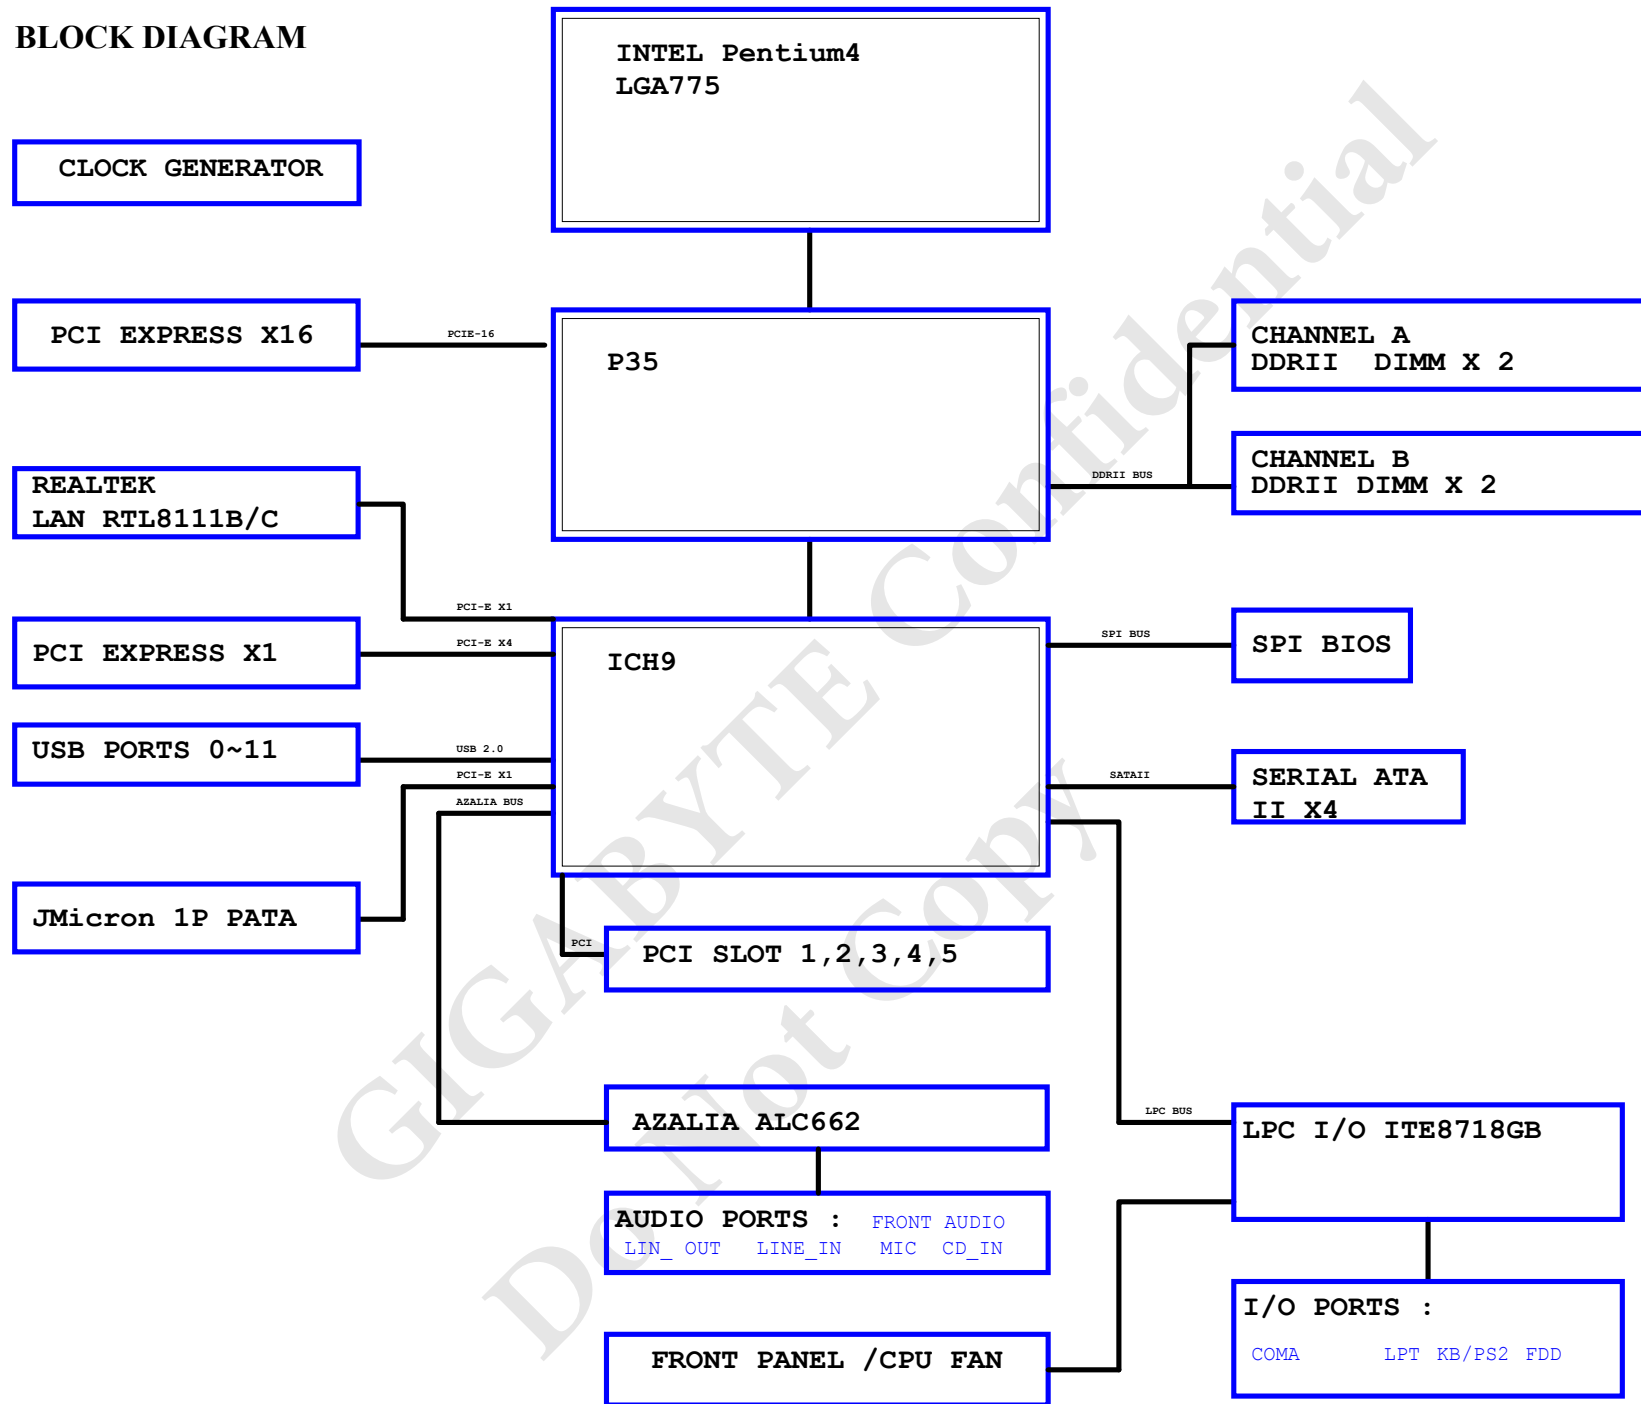 BLOCK DIAGRAM
INTEL Pentium4
LGA775
CLOCK GENERATOR
PCI EXPRESS X16
PCIE-16
P35
CHANNEL A
DDRII DIMM X 2
CHANNEL B
DDRII DIMM X 2
DDRII BUS
REALTEK
LAN RTL8111B/C
PCI-E X1
PCI EXPRESS X1
PCI-E X4
ICH9
SPI BUS
SPI BIOS
USB PORTS 0~11
USB 2.0
PCI-E X1
AZALIA BUS
SATAII
SERIAL ATA
II X4
JMicron 1P PATA
PCI
PCI SLOT 1,2,3,4,5
AZALIA ALC662
LPC BUS
LPC I/O ITE8718GB
AUDIO PORTS : FRONT AUDIO
LIN_ OUT LINE_IN MIC CD_IN
I/O PORTS :
COMA LPT KB/PS2 FDD
FRONT PANEL /CPU FAN
GIGABYTE Confidential
Do Not Copy